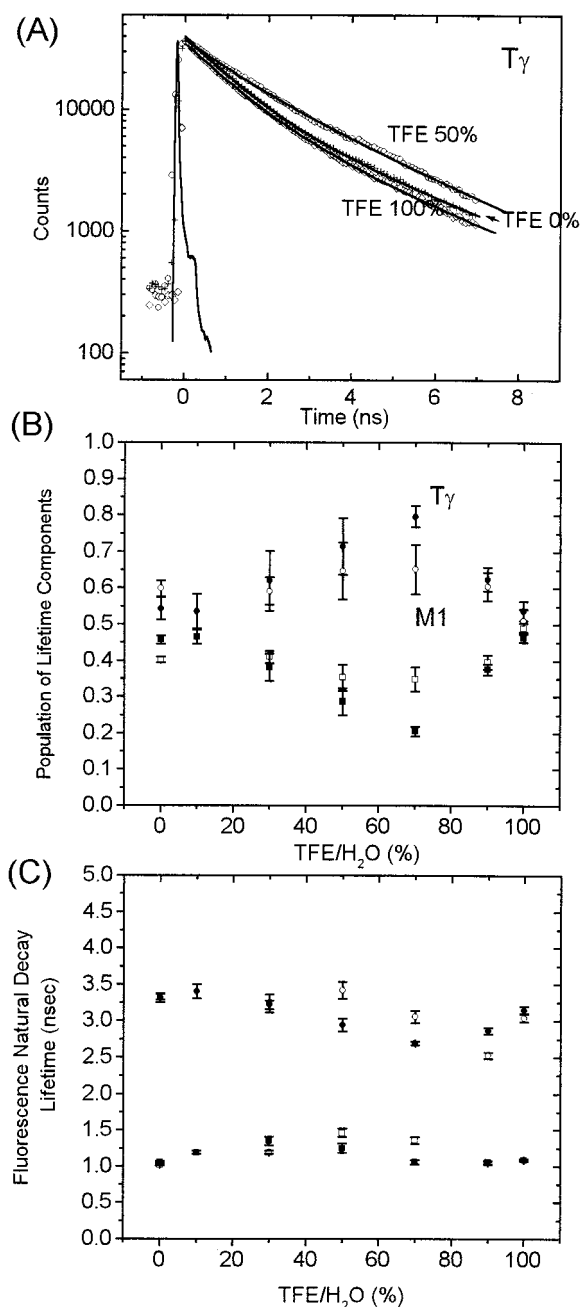 (A)
Tγ
10000
1000
100
Counts
TFE 50%
TFE 100%
TFE 0%
0
2
4
6
8
Time (ns)
(B)
1.0
0.9
0.8
0.7
0.6
0.5
0.4
0.3
0.2
0.1
0.0
Population of Lifetime Components
Tγ
M1
0
20
40
60
80
100
TFE/H₂O (%)
(C)
5.0
4.5
4.0
3.5
3.0
2.5
2.0
1.5
1.0
0.5
0.0
Fluorescence Natural Decay
Lifetime (nsec)
0
20
40
60
80
100
TFE/H₂O (%)